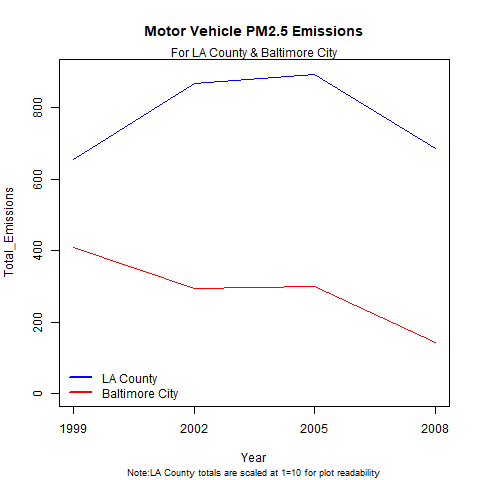 Motor Vehicle PM2.5 Emissions
For LA County & Baltimore City
Total_Emissions
800
600
400
200
0
LA County
Baltimore City
1999 2002 2005 2008
Year
Note:LA County totals are scaled at 1=10 for plot readability